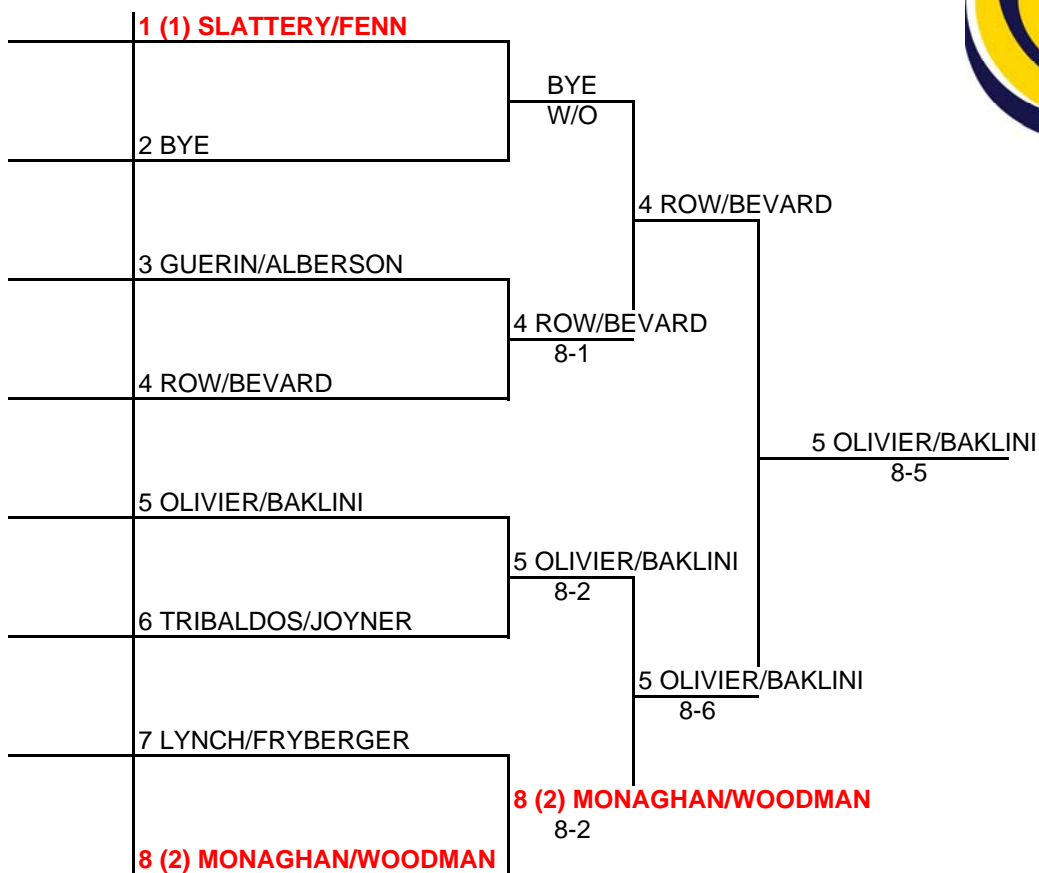 1 (1) SLATTERY/FENN
BYE
W/O
2 BYE
4 ROW/BEVARD
3 GUERIN/ALBERSON
4 ROW/BEVARD
8-1
4 ROW/BEVARD
5 OLIVIER/BAKLINI
8-5
5 OLIVIER/BAKLINI
5 OLIVIER/BAKLINI
8-2
6 TRIBALDOS/JOYNER
5 OLIVIER/BAKLINI
8-6
7 LYNCH/FRYBERGER
8 (2) MONAGHAN/WOODMAN
8-2
8 (2) MONAGHAN/WOODMAN